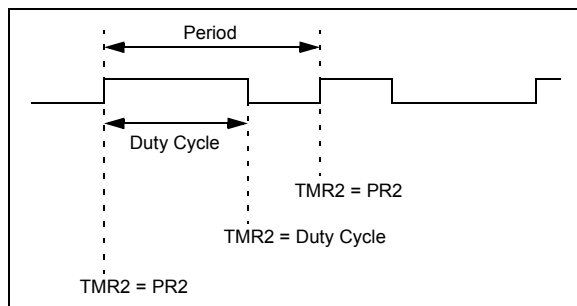 Period
Duty Cycle
TMR2 = PR2
TMR2 = Duty Cycle
TMR2 = PR2